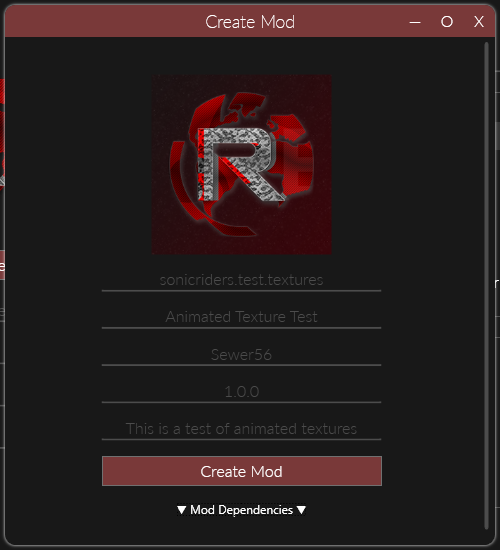 Create Mod
R
sonicriders.test.textures
Animated Texture Test
Sewer56
1.0.0
This is a test of animated textures
Create Mod
▼ Mod Dependencies ▼